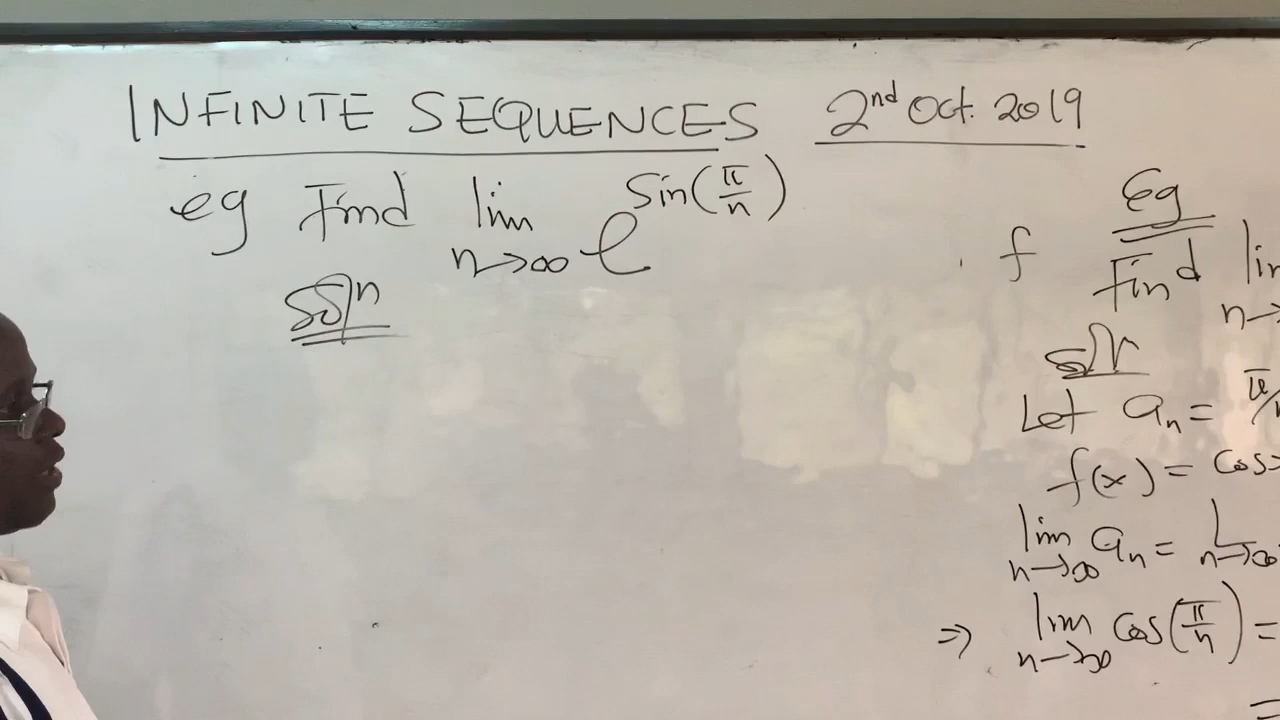 INFINITE SEQUENCES 2nd Oct. 2019
eg Find lim n→∞ e^Sin(π/n)
Soln
f
Eg
Find lim n→
soln
Let aₙ = π/
f(x) = Cos
lim n→∞ aₙ = L n→∞
⇒ lim n→∞ Cos(π/n) =
=